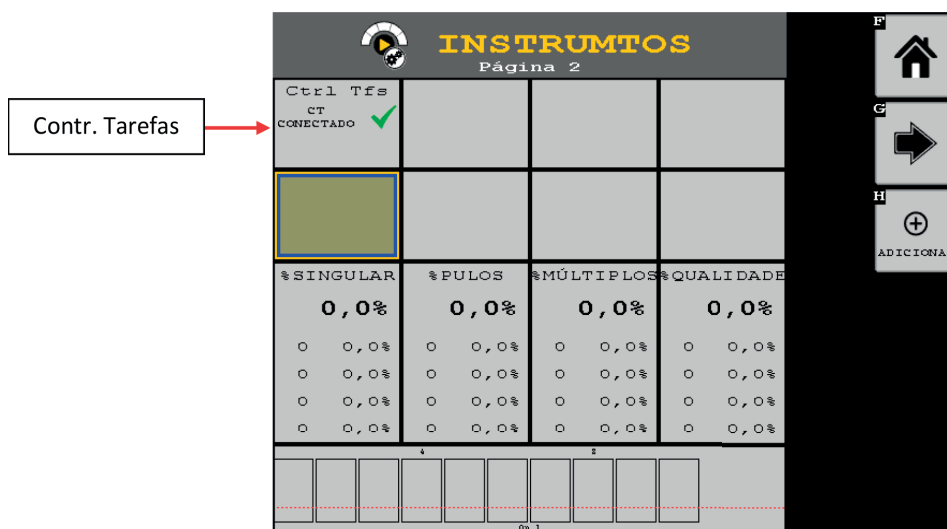 Contr. Tarefas
INSTRUMTOS
Página 2
Ctrl Tfs
CT
CONECTADO
%SINGULAR %PULOS %MÚLTIPLOS %QUALIDADE
0,0% 0,0% 0,0% 0,0%
0 0,0% 0 0,0% 0 0,0% 0 0,0%
0 0,0% 0 0,0% 0 0,0% 0 0,0%
0 0,0% 0 0,0% 0 0,0% 0 0,0%
0 0,0% 0 0,0% 0 0,0% 0 0,0%
4 8
F
G
H
ADICIONA